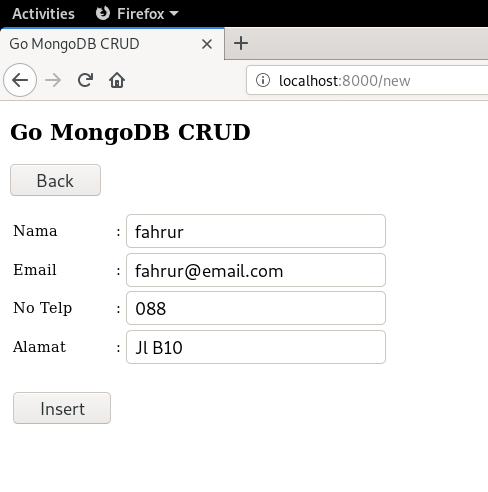 Activities Firefox
Go MongoDB CRUD
localhost:8000/new
Go MongoDB CRUD
Back
Nama : fahrur
Email : fahrur@email.com
No Telp : 088
Alamat : Jl B10
Insert